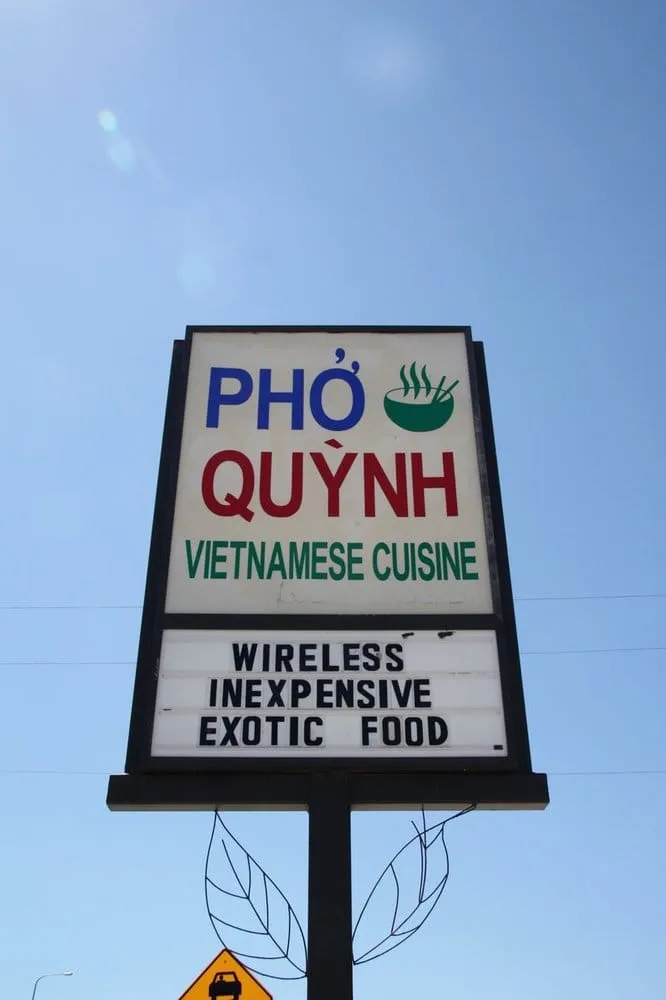 PHỞ
QUỲNH
VIETNAMESE CUISINE
WIRELESS
INEXPENSIVE
EXOTIC FOOD